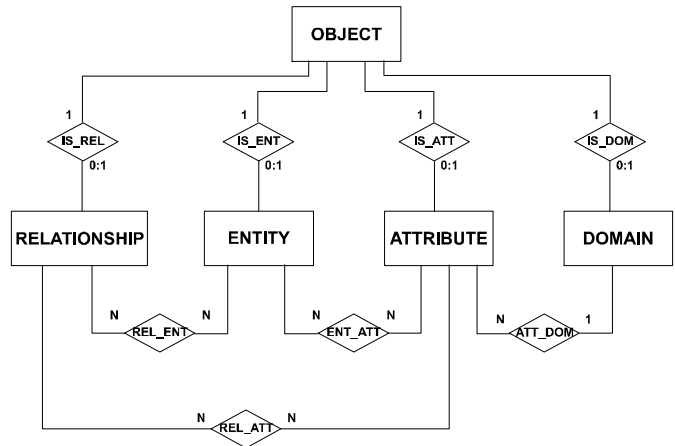 OBJECT
1 1 1 1
IS_REL IS_ENT IS_ATT IS_DOM
0:1 0:1 0:1 0:1
RELATIONSHIP ENTITY ATTRIBUTE DOMAIN
N REL_ENT N N ENT_ATT N N ATT_DOM 1
N REL_ATT N